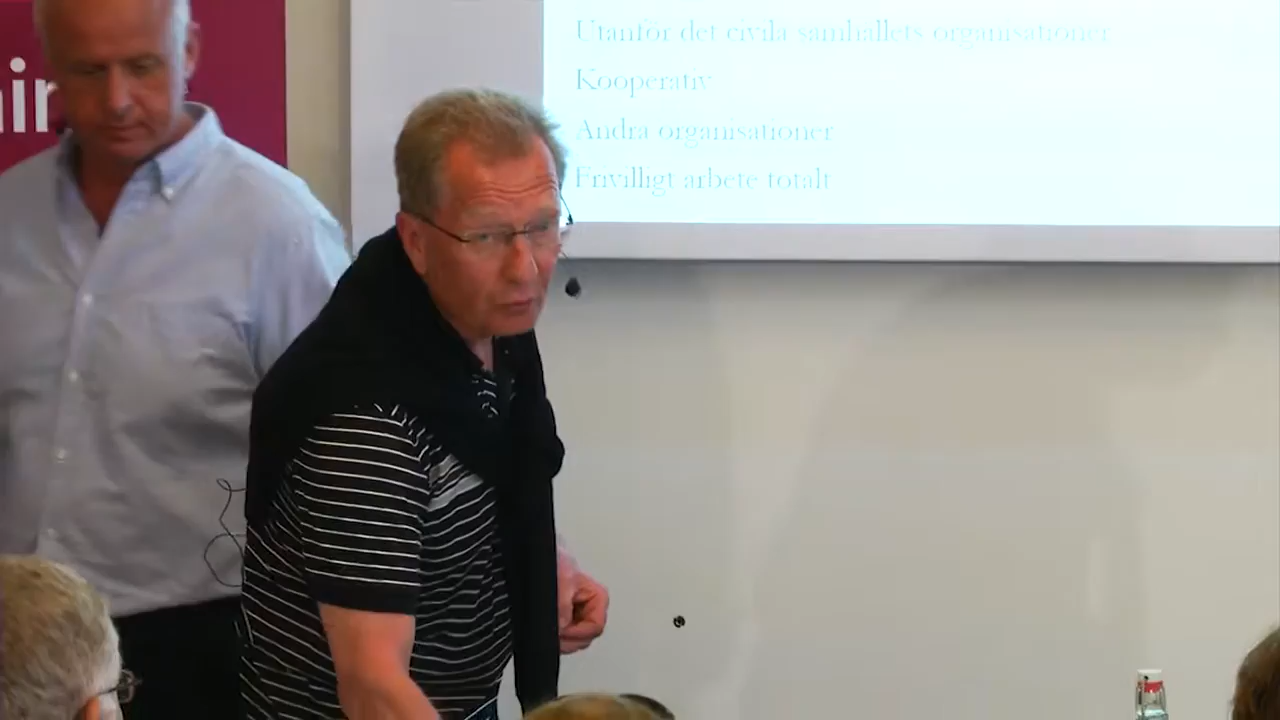 Utanför det civila samhällets organisationer
Kooperativ
Andra organisationer
Frivilligt arbete totalt